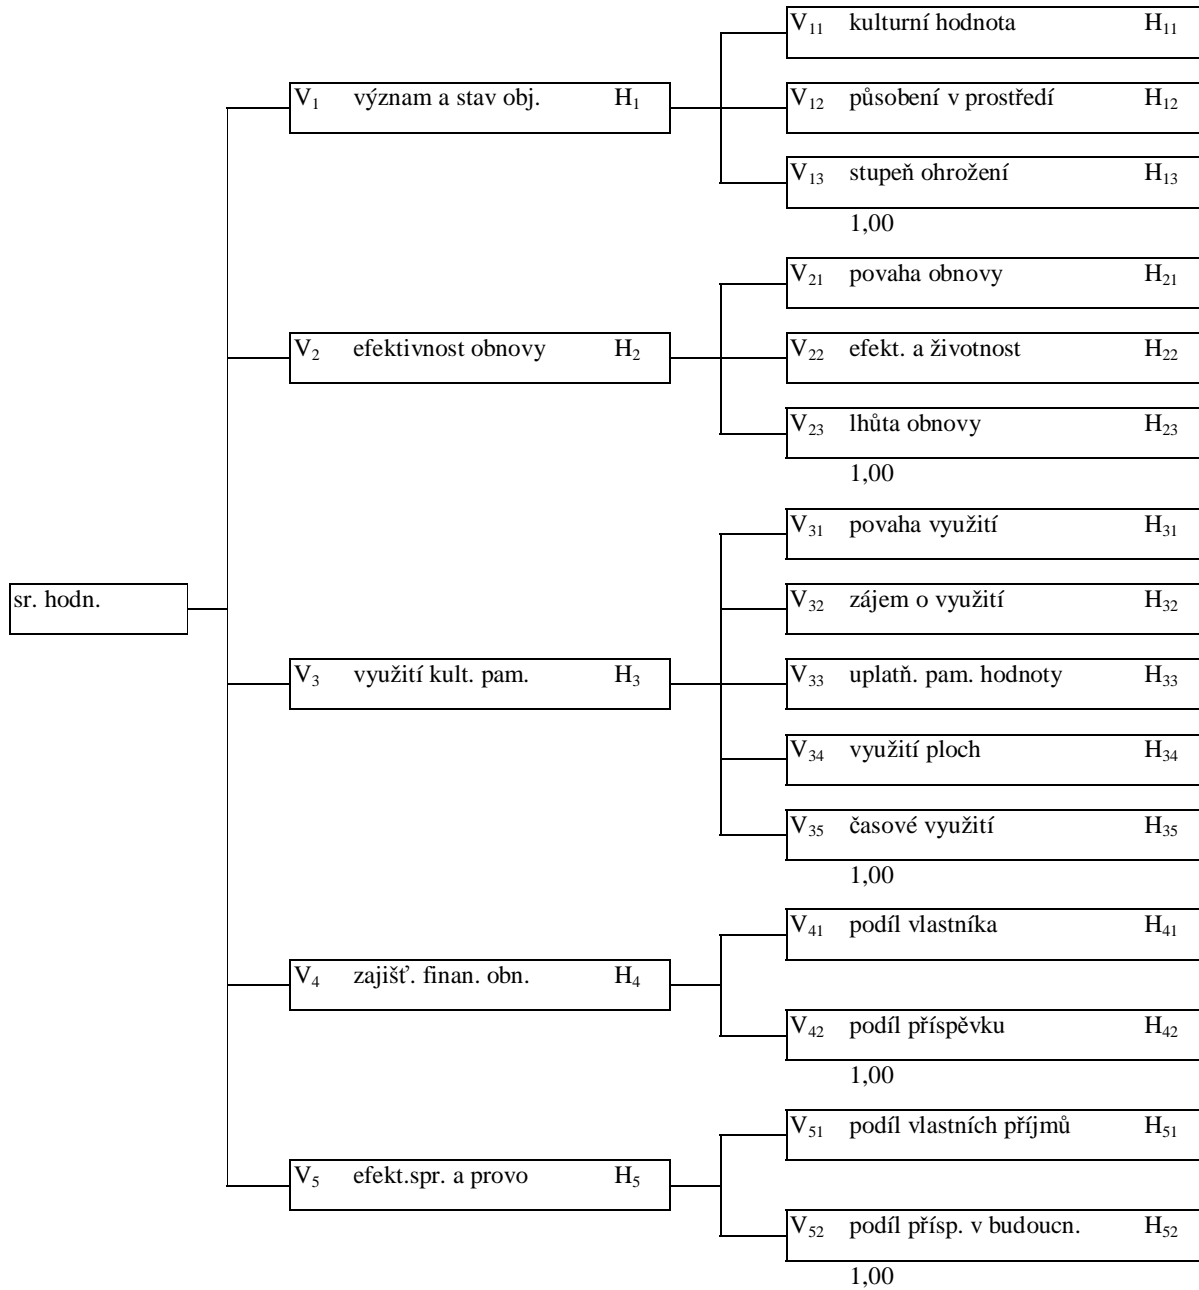 V₁₁ kulturní hodnota H₁₁
V₁ význam a stav obj. H₁
V₁₂ působení v prostředí H₁₂
V₁₃ stupeň ohrožení H₁₃
1,00
V₂₁ povaha obnovy H₂₁
V₂ efektivnost obnovy H₂
V₂₂ efekt. a životnost H₂₂
V₂₃ lhůta obnovy H₂₃
1,00
V₃₁ povaha využití H₃₁
sr. hodn.
V₃₂ zájem o využití H₃₂
V₃ využití kult. pam. H₃
V₃₃ uplatň. pam. hodnoty H₃₃
V₃₄ využití ploch H₃₄
V₃₅ časové využití H₃₅
1,00
V₄₁ podíl vlastníka H₄₁
V₄ zajišť. finan. obn. H₄
V₄₂ podíl příspěvku H₄₂
1,00
V₅₁ podíl vlastních příjmů H₅₁
V₅ efekt.spr. a provo H₅
V₅₂ podíl přísp. v budoucn. H₅₂
1,00